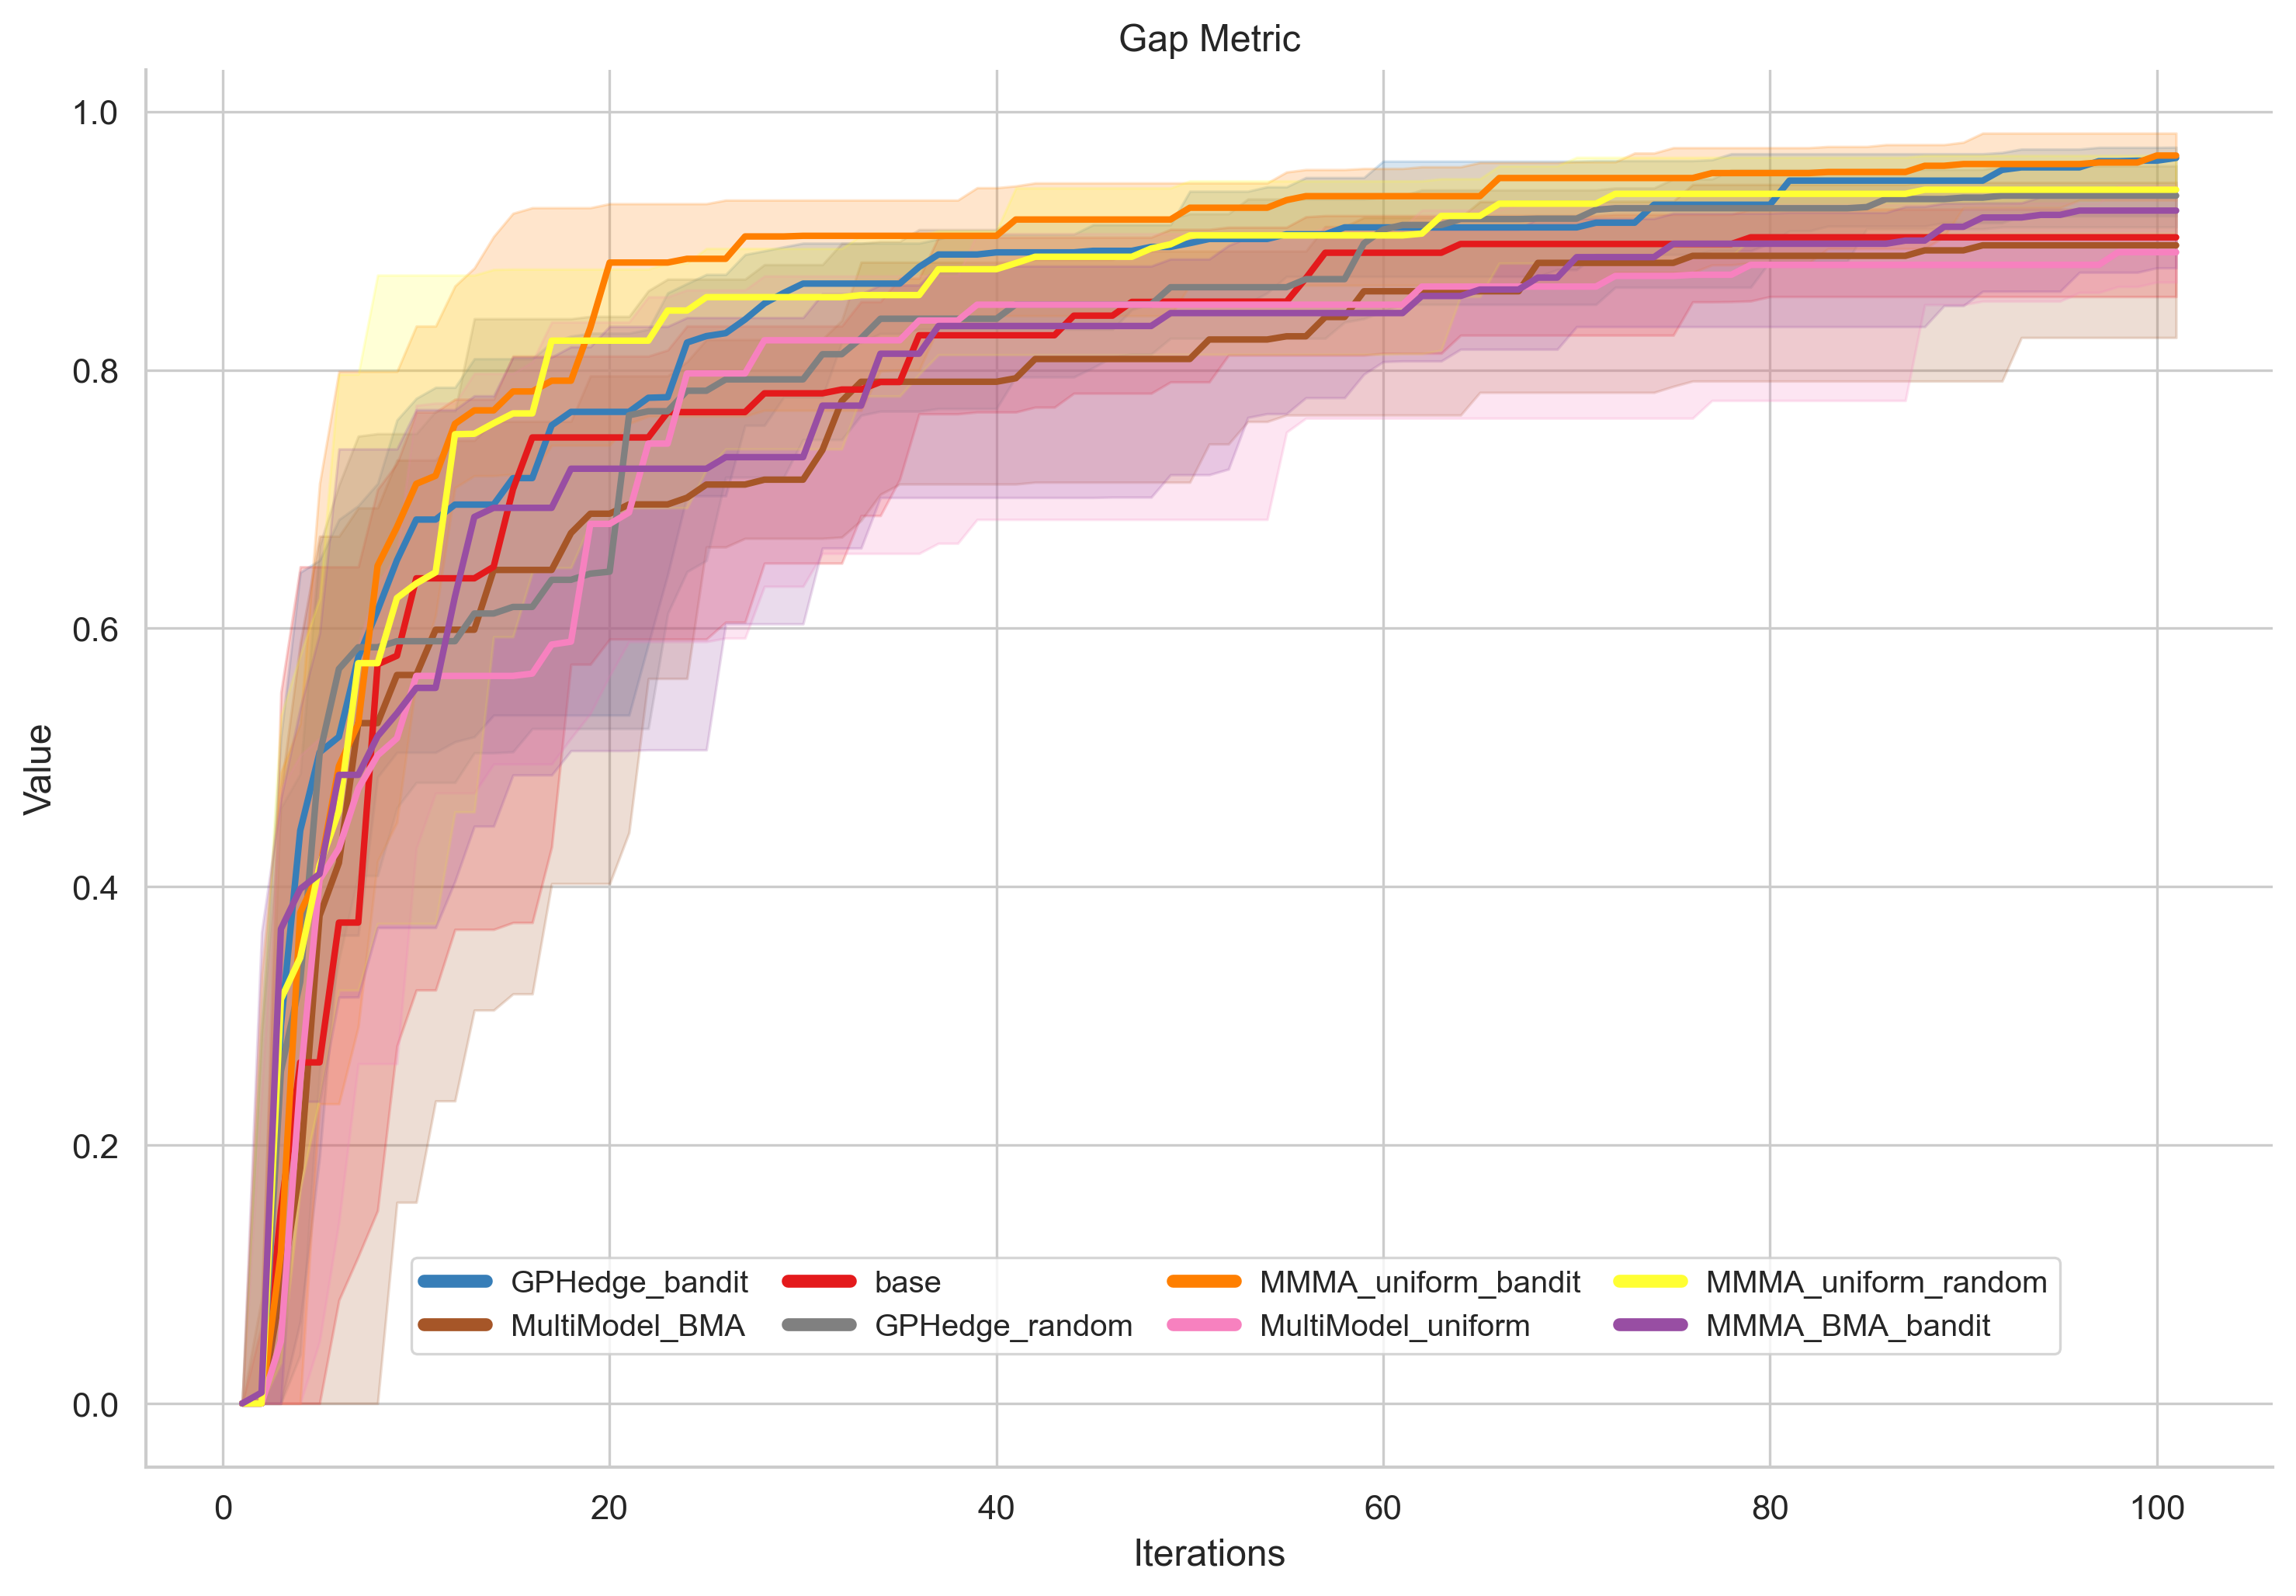 Gap Metric
1.0
0.8
0.6
0.4
0.2
0.0
Value
GPHedge_bandit base MMMA_uniform_bandit MMMA_uniform_random
MultiModel_BMA GPHedge_random MultiModel_uniform MMMA_BMA_bandit
0 20 40 60 80 100
Iterations